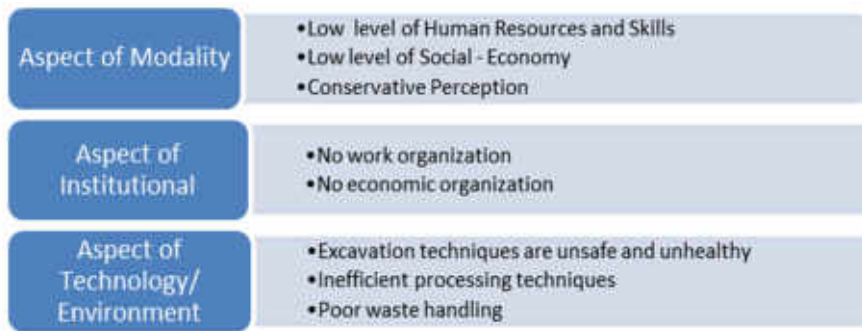 Aspect of Modality
•Low level of Human Resources and Skills
•Low level of Social - Economy
•Conservative Perception
Aspect of
Institutional
•No work organization
•No economic organization
Aspect of
Technology/
Environment
•Excavation techniques are unsafe and unhealthy
•Inefficient processing techniques
•Poor waste handling